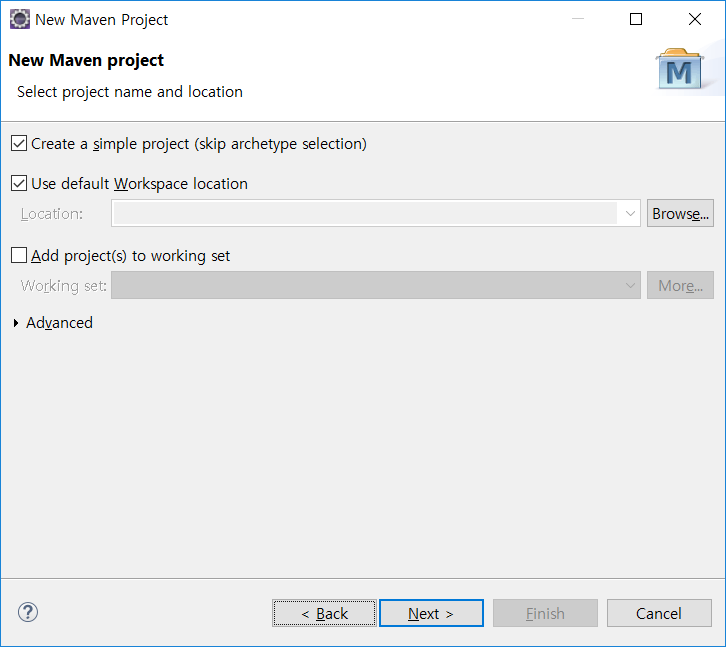 New Maven Project
New Maven project
Select project name and location
M
Create a simple project (skip archetype selection)
Use default Workspace location
Location:
Browse...
Add project(s) to working set
Working set:
More...
Advanced
?
< Back
Next >
Finish
Cancel